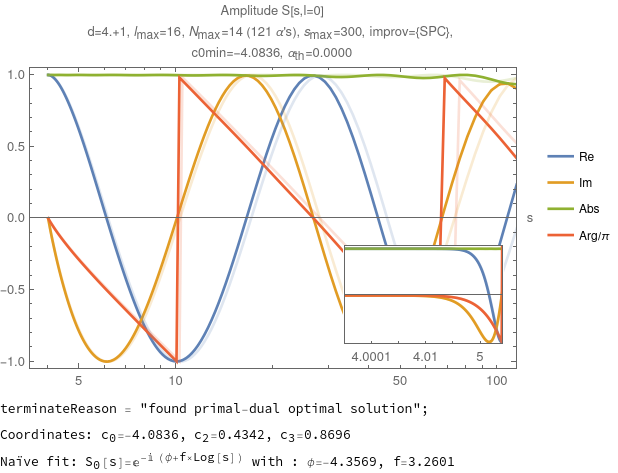 Amplitude S[s,l=0]
d=4.+1, lmax=16, Nmax=14 (121 α's), smax=300, improv={SPC},
c0min=-4.0836, αth=0.0000
1.0
0.5
0.0
-0.5
-1.0
s
5
10
50
100
4.0001
4.01
5
Re
Im
Abs
Arg/π
terminateReason = "found primal-dual optimal solution";
Coordinates: c0=-4.0836, c2=0.4342, c3=0.8696
Naïve fit: S0[s]=e^-i (ϕ+f×Log[s]) with : ϕ=-4.3569, f=3.2601